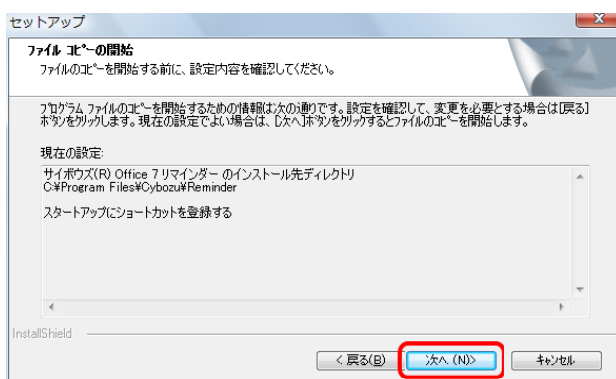 セットアップ
ファイル コピーの開始
ファイルのコピーを開始する前に、設定内容を確認してください。
プログラム ファイルのコピーを開始するための情報は次の通りです。設定を確認して、変更を必要とする場合は[戻る]
ボタンをクリックします。現在の設定でよい場合は、[次へ]ボタンをクリックするとファイルのコピーを開始します。
現在の設定:
サイボウズ(R) Office 7 リマインダー のインストール先ディレクトリ
C:¥Program Files¥Cybozu¥Reminder
スタートアップにショートカットを登録する
InstallShield
< 戻る(B)
次へ (N)>
キャンセル